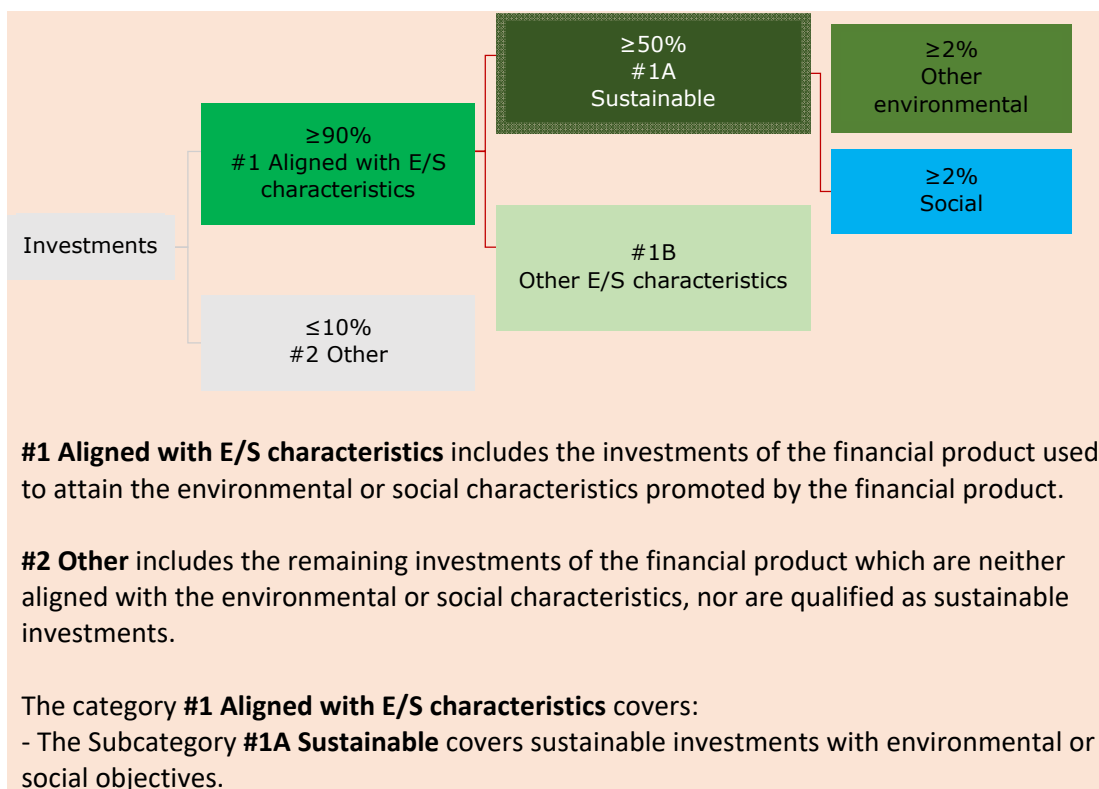 ≥50%
#1A
Sustainable
≥2%
Other
environmental
≥90%
#1 Aligned with E/S
characteristics
≥2%
Social
Investments
#1B
Other E/S characteristics
≤10%
#2 Other
#1 Aligned with E/S characteristics includes the investments of the financial product used
to attain the environmental or social characteristics promoted by the financial product.
#2 Other includes the remaining investments of the financial product which are neither
aligned with the environmental or social characteristics, nor are qualified as sustainable
investments.
The category #1 Aligned with E/S characteristics covers:
- The Subcategory #1A Sustainable covers sustainable investments with environmental or
social objectives.